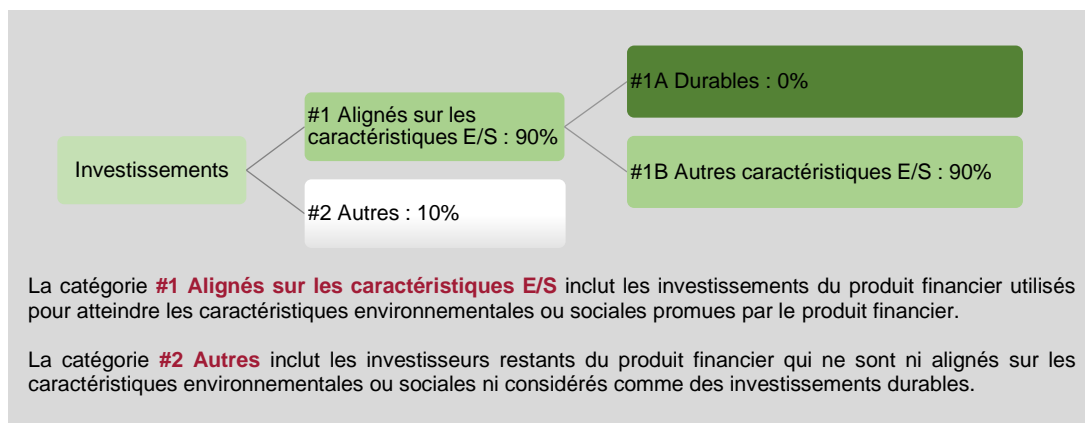 #1A Durables : 0%
#1 Alignés sur les
caractéristiques E/S : 90%
Investissements
#1B Autres caractéristiques E/S : 90%
#2 Autres : 10%
La catégorie #1 Alignés sur les caractéristiques E/S inclut les investissements du produit financier utilisés
pour atteindre les caractéristiques environnementales ou sociales promues par le produit financier.
La catégorie #2 Autres inclut les investisseurs restants du produit financier qui ne sont ni alignés sur les
caractéristiques environnementales ou sociales ni considérés comme des investissements durables.